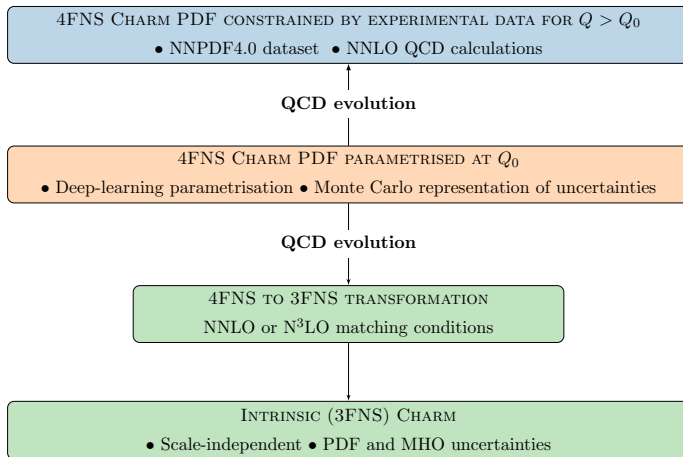 4FNS Charm PDF constrained by experimental data for Q > Q₀
• NNPDF4.0 dataset • NNLO QCD calculations
QCD evolution
4FNS Charm PDF parametrised at Q₀
• Deep-learning parametrisation • Monte Carlo representation of uncertainties
QCD evolution
4FNS to 3FNS transformation
NNLO or N³LO matching conditions
Intrinsic (3FNS) Charm
• Scale-independent • PDF and MHO uncertainties